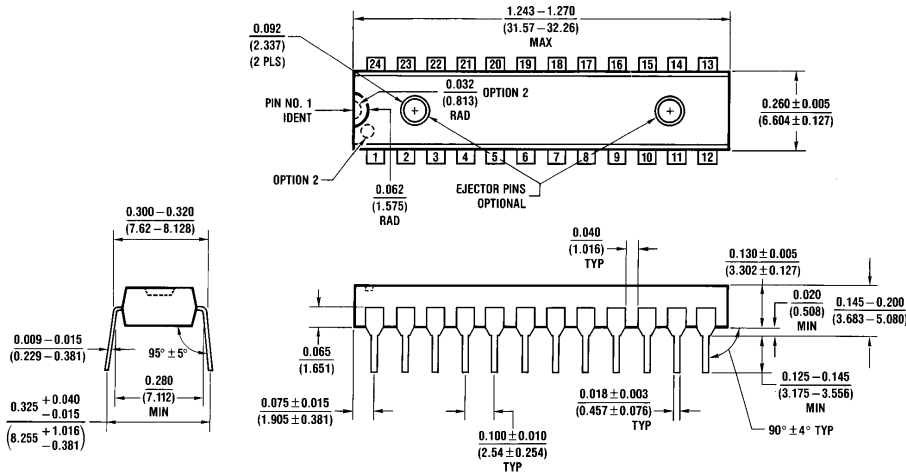 1.243–1.270
(31.57–32.26)
MAX
0.092
(2.337)
(2 PLS)
24 23 22 21 20 19 18 17 16 15 14 13
0.032
(0.813)
RAD
OPTION 2
PIN NO. 1
IDENT
0.260±0.005
(6.604±0.127)
1 2 3 4 5 6 7 8 9 10 11 12
OPTION 2
0.062
(1.575)
RAD
EJECTOR PINS
OPTIONAL
0.300–0.320
(7.62–8.128)
0.040
(1.016)
TYP
0.130±0.005
(3.302±0.127)
0.020
(0.508)
MIN
0.145–0.200
(3.683–5.080)
0.009–0.015
(0.229–0.381)
95°±5°
0.065
(1.651)
0.280
(7.112)
MIN
0.325 +0.040
–0.015
(8.255 +1.016
–0.381)
0.075±0.015
(1.905±0.381)
0.100±0.010
(2.54±0.254)
TYP
0.018±0.003
(0.457±0.076)
TYP
0.125–0.145
(3.175–3.556)
MIN
90°±4° TYP